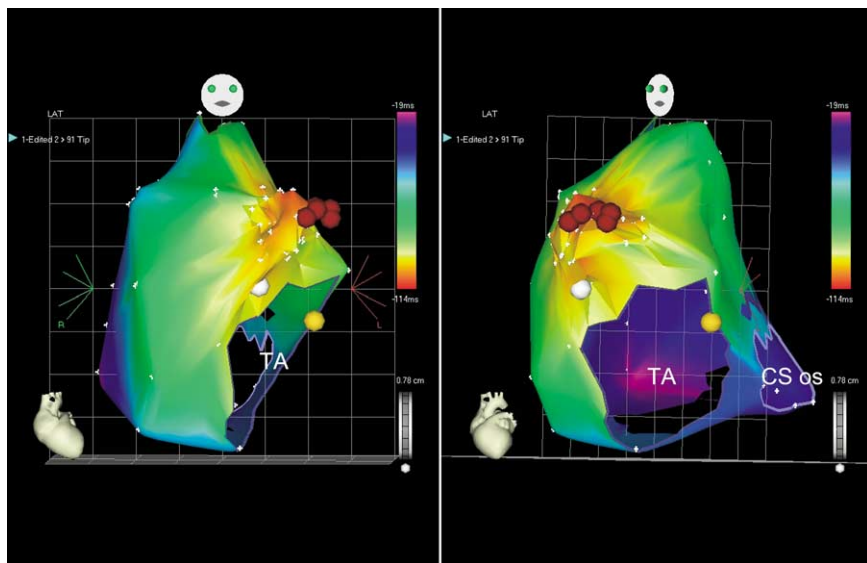 LAT
1-Edited 2 > 91 Tip
-19ms
-114ms
R
L
TA
0.78 cm
LAT
1-Edited 2 > 91 Tip
-19ms
-114ms
TA
CS os
0.78 cm